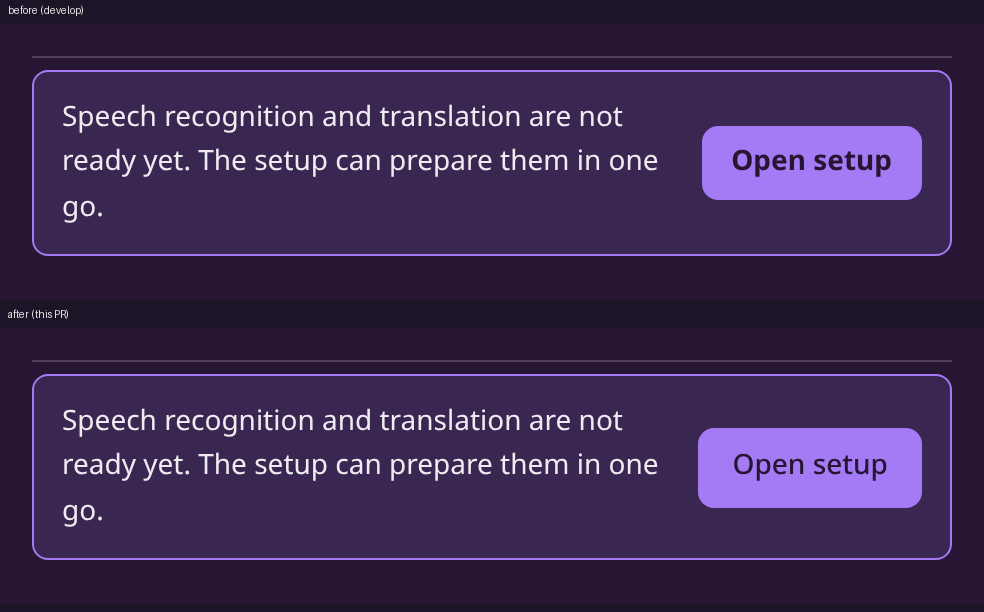 before (develop)
Speech recognition and translation are not
ready yet. The setup can prepare them in one
go.
Open setup
after (this PR)
Speech recognition and translation are not
ready yet. The setup can prepare them in one
go.
Open setup